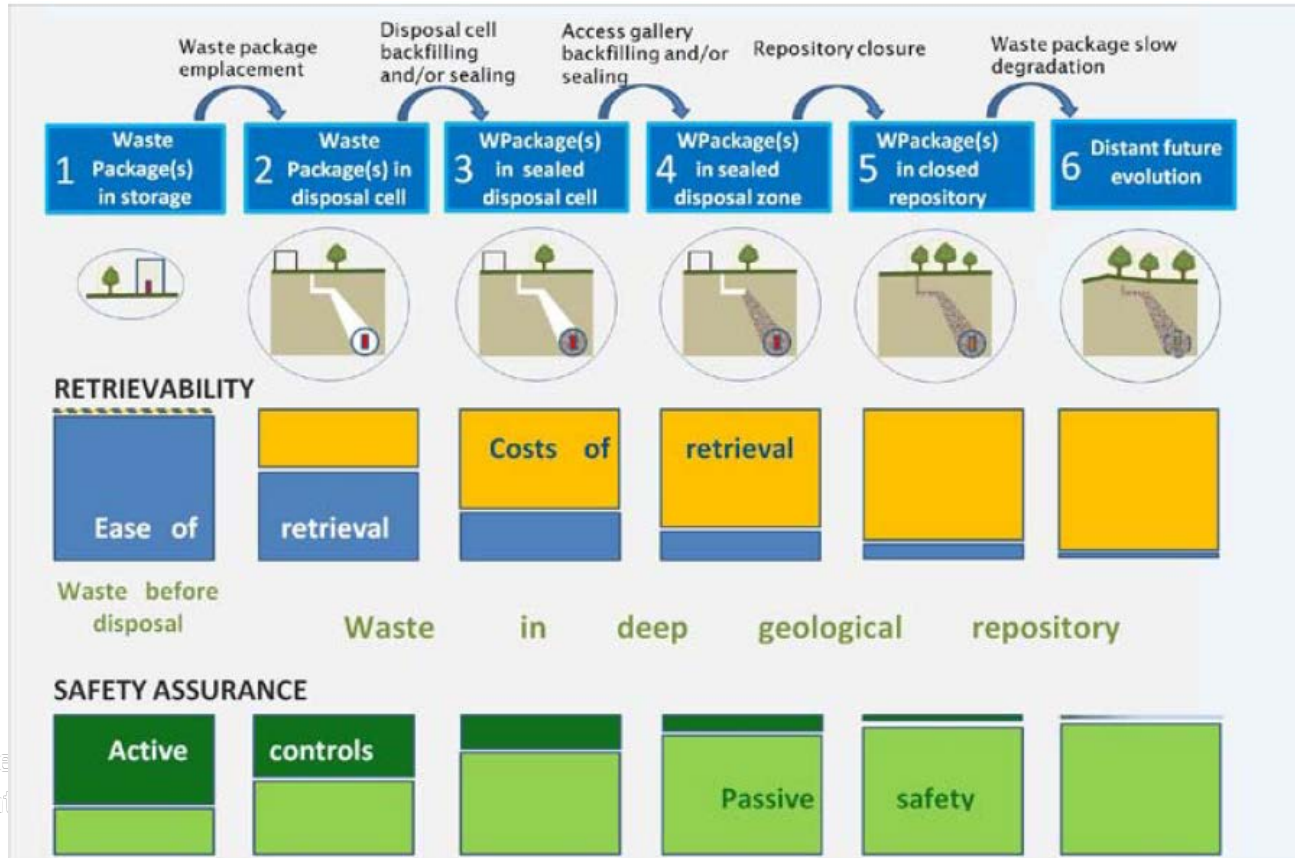 Waste package
emplacement
Disposal cell
backfilling
and/or sealing
Access gallery
backfilling and/or
sealing
Repository closure
Waste package slow
degradation
1 Waste
Package(s)
in storage
2 Waste
Package(s) in
disposal cell
3 WPackage(s)
in sealed
disposal cell
4 WPackage(s)
in sealed
disposal zone
5 WPackage(s)
in closed
repository
6 Distant future
evolution
RETRIEVABILITY
Costs of retrieval
Ease of retrieval
Waste before
disposal
Waste in deep geological repository
SAFETY ASSURANCE
Active controls
Passive safety